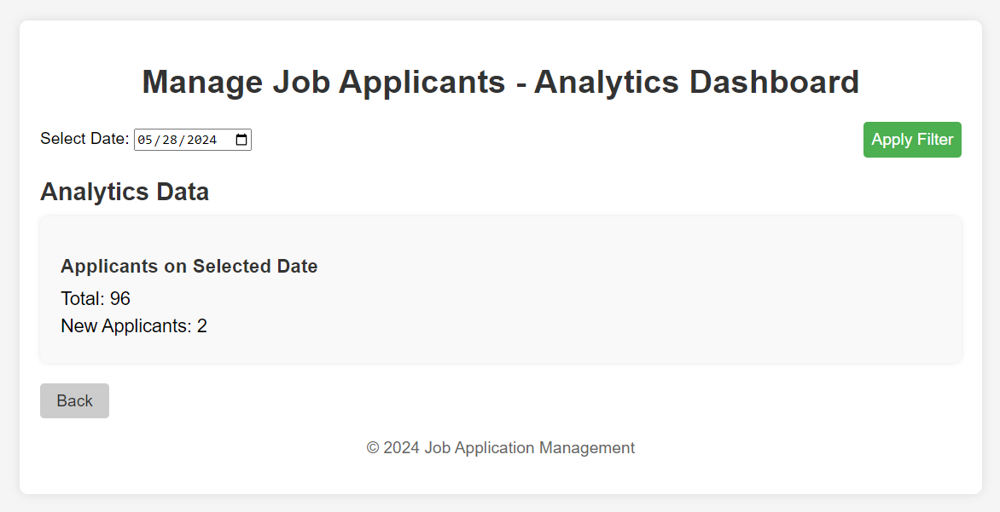 Manage Job Applicants - Analytics Dashboard
Select Date: 05/28/2024
Apply Filter
Analytics Data
Applicants on Selected Date
Total: 96
New Applicants: 2
Back
© 2024 Job Application Management